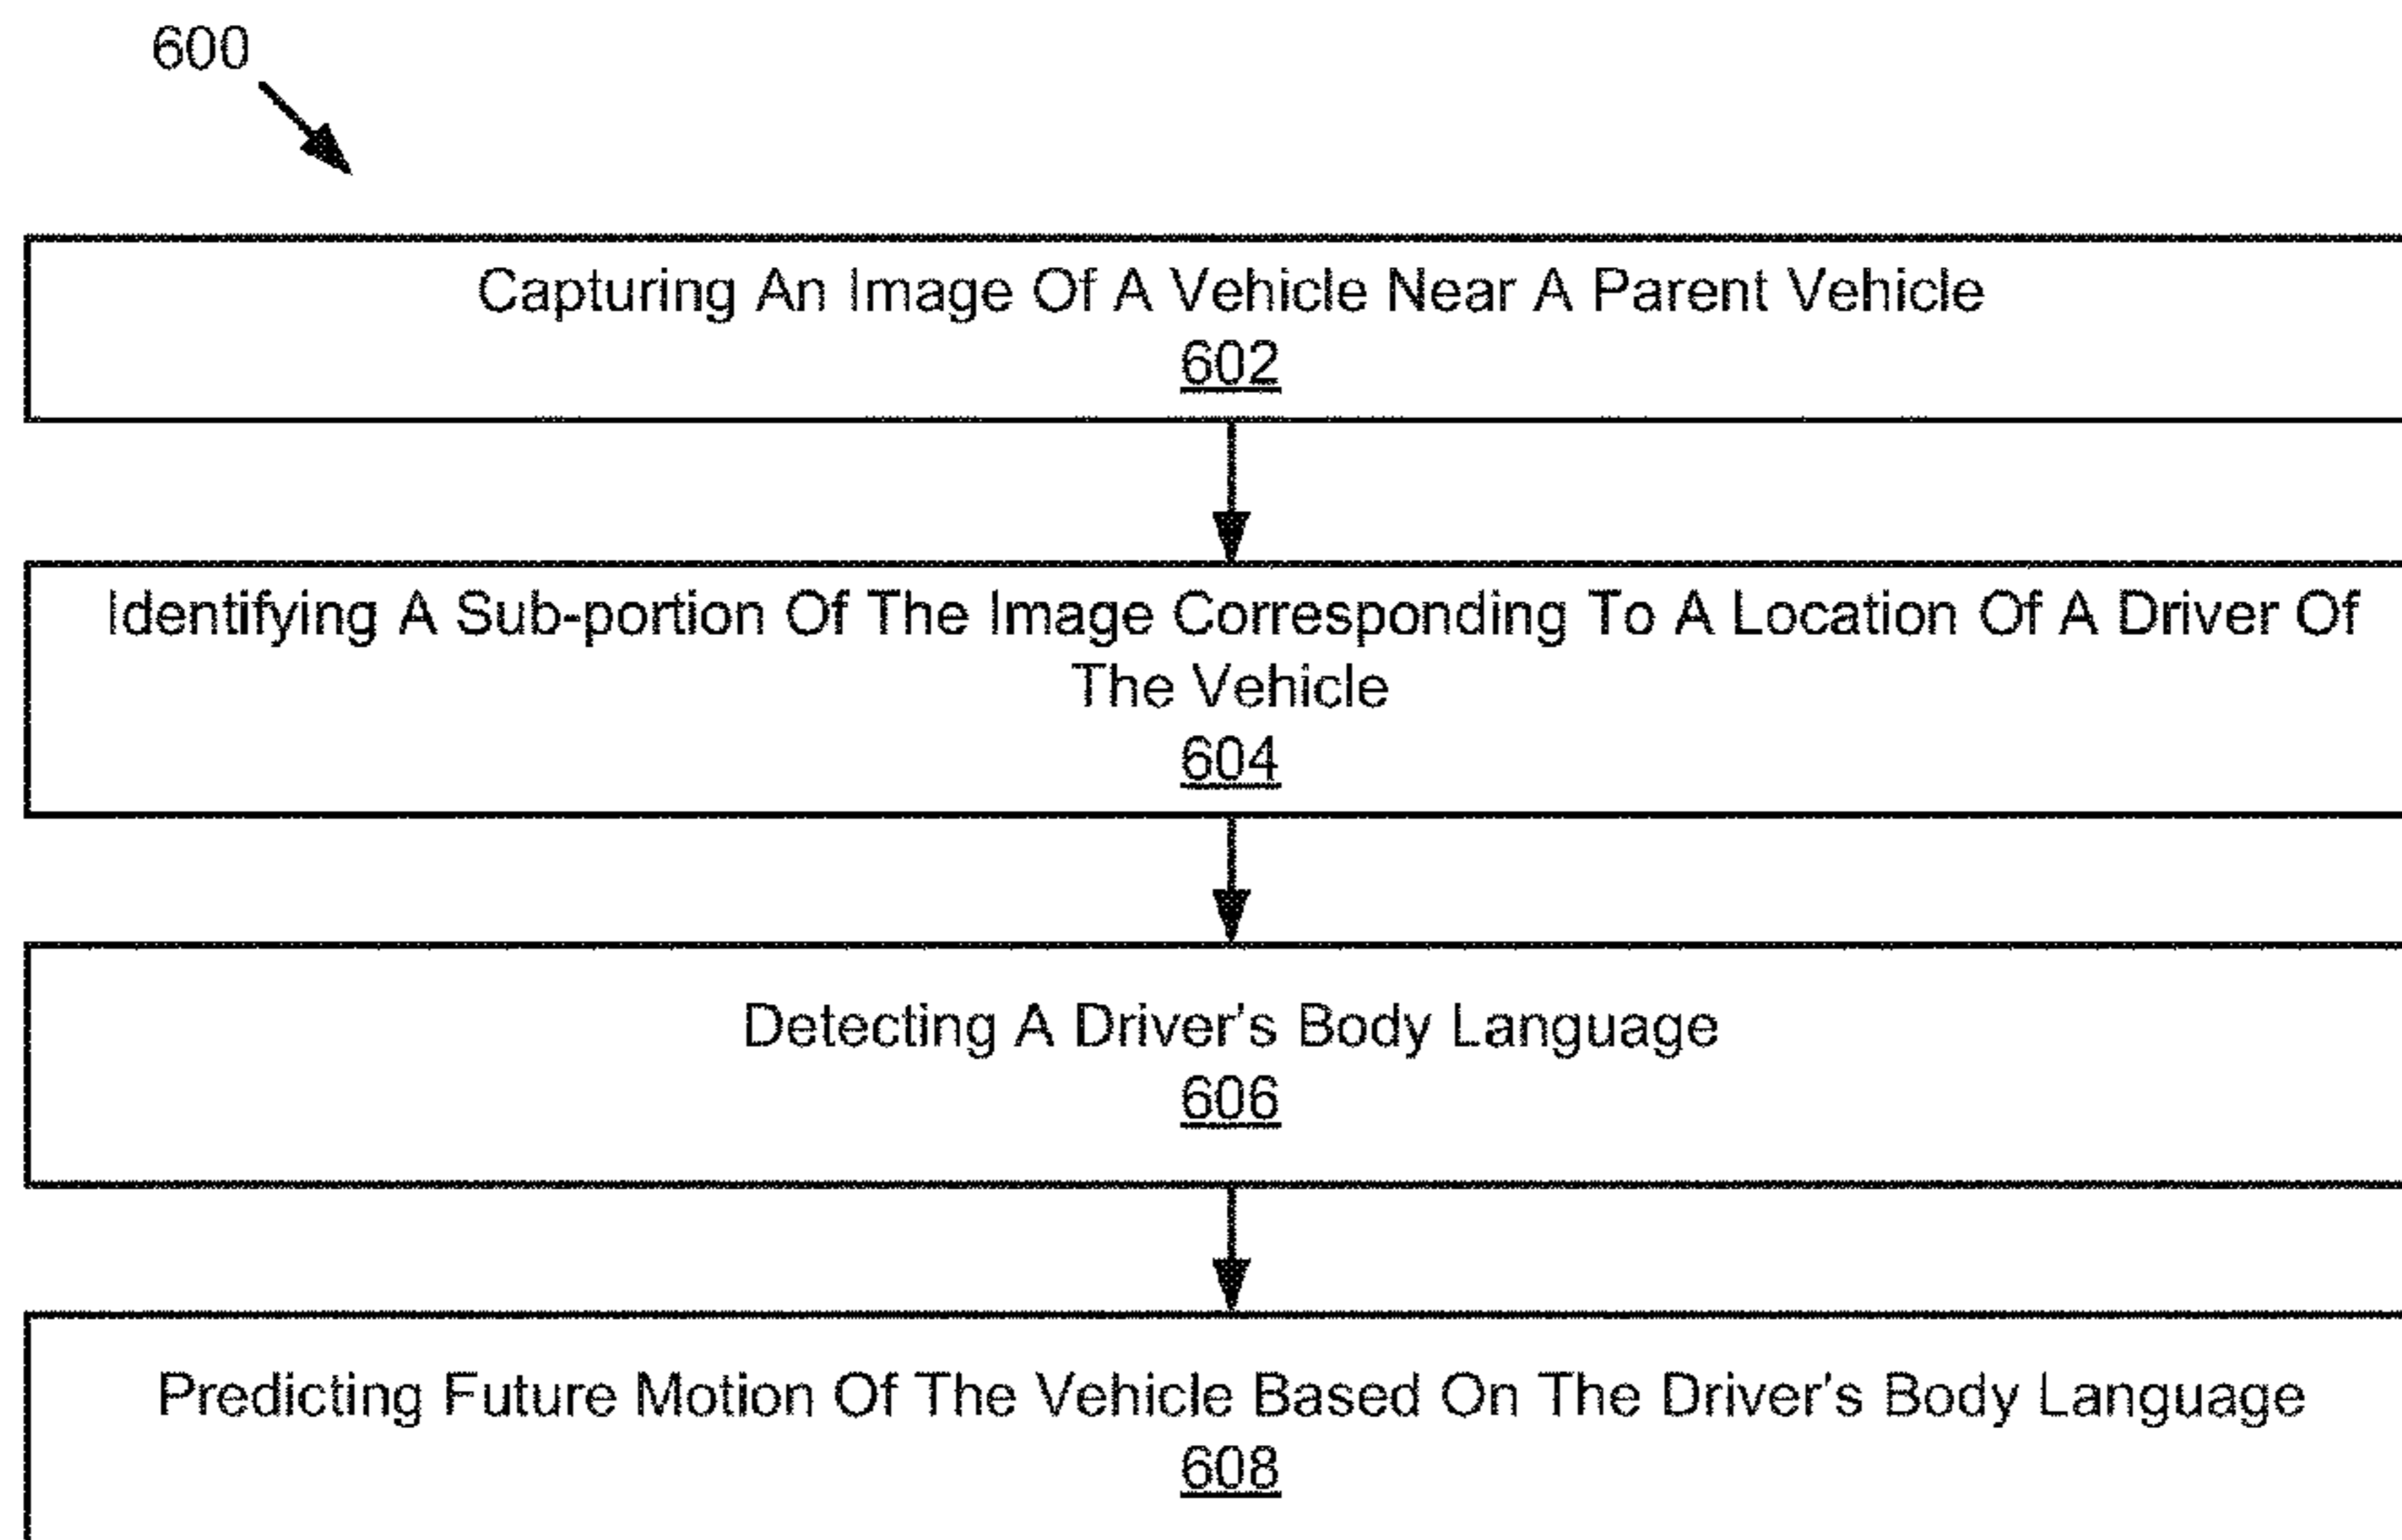 600
Capturing An Image Of A Vehicle Near A Parent Vehicle
602
Identifying A Sub-portion Of The Image Corresponding To A Location Of A Driver Of
The Vehicle
604
Detecting A Driver's Body Language
606
Predicting Future Motion Of The Vehicle Based On The Driver's Body Language
608